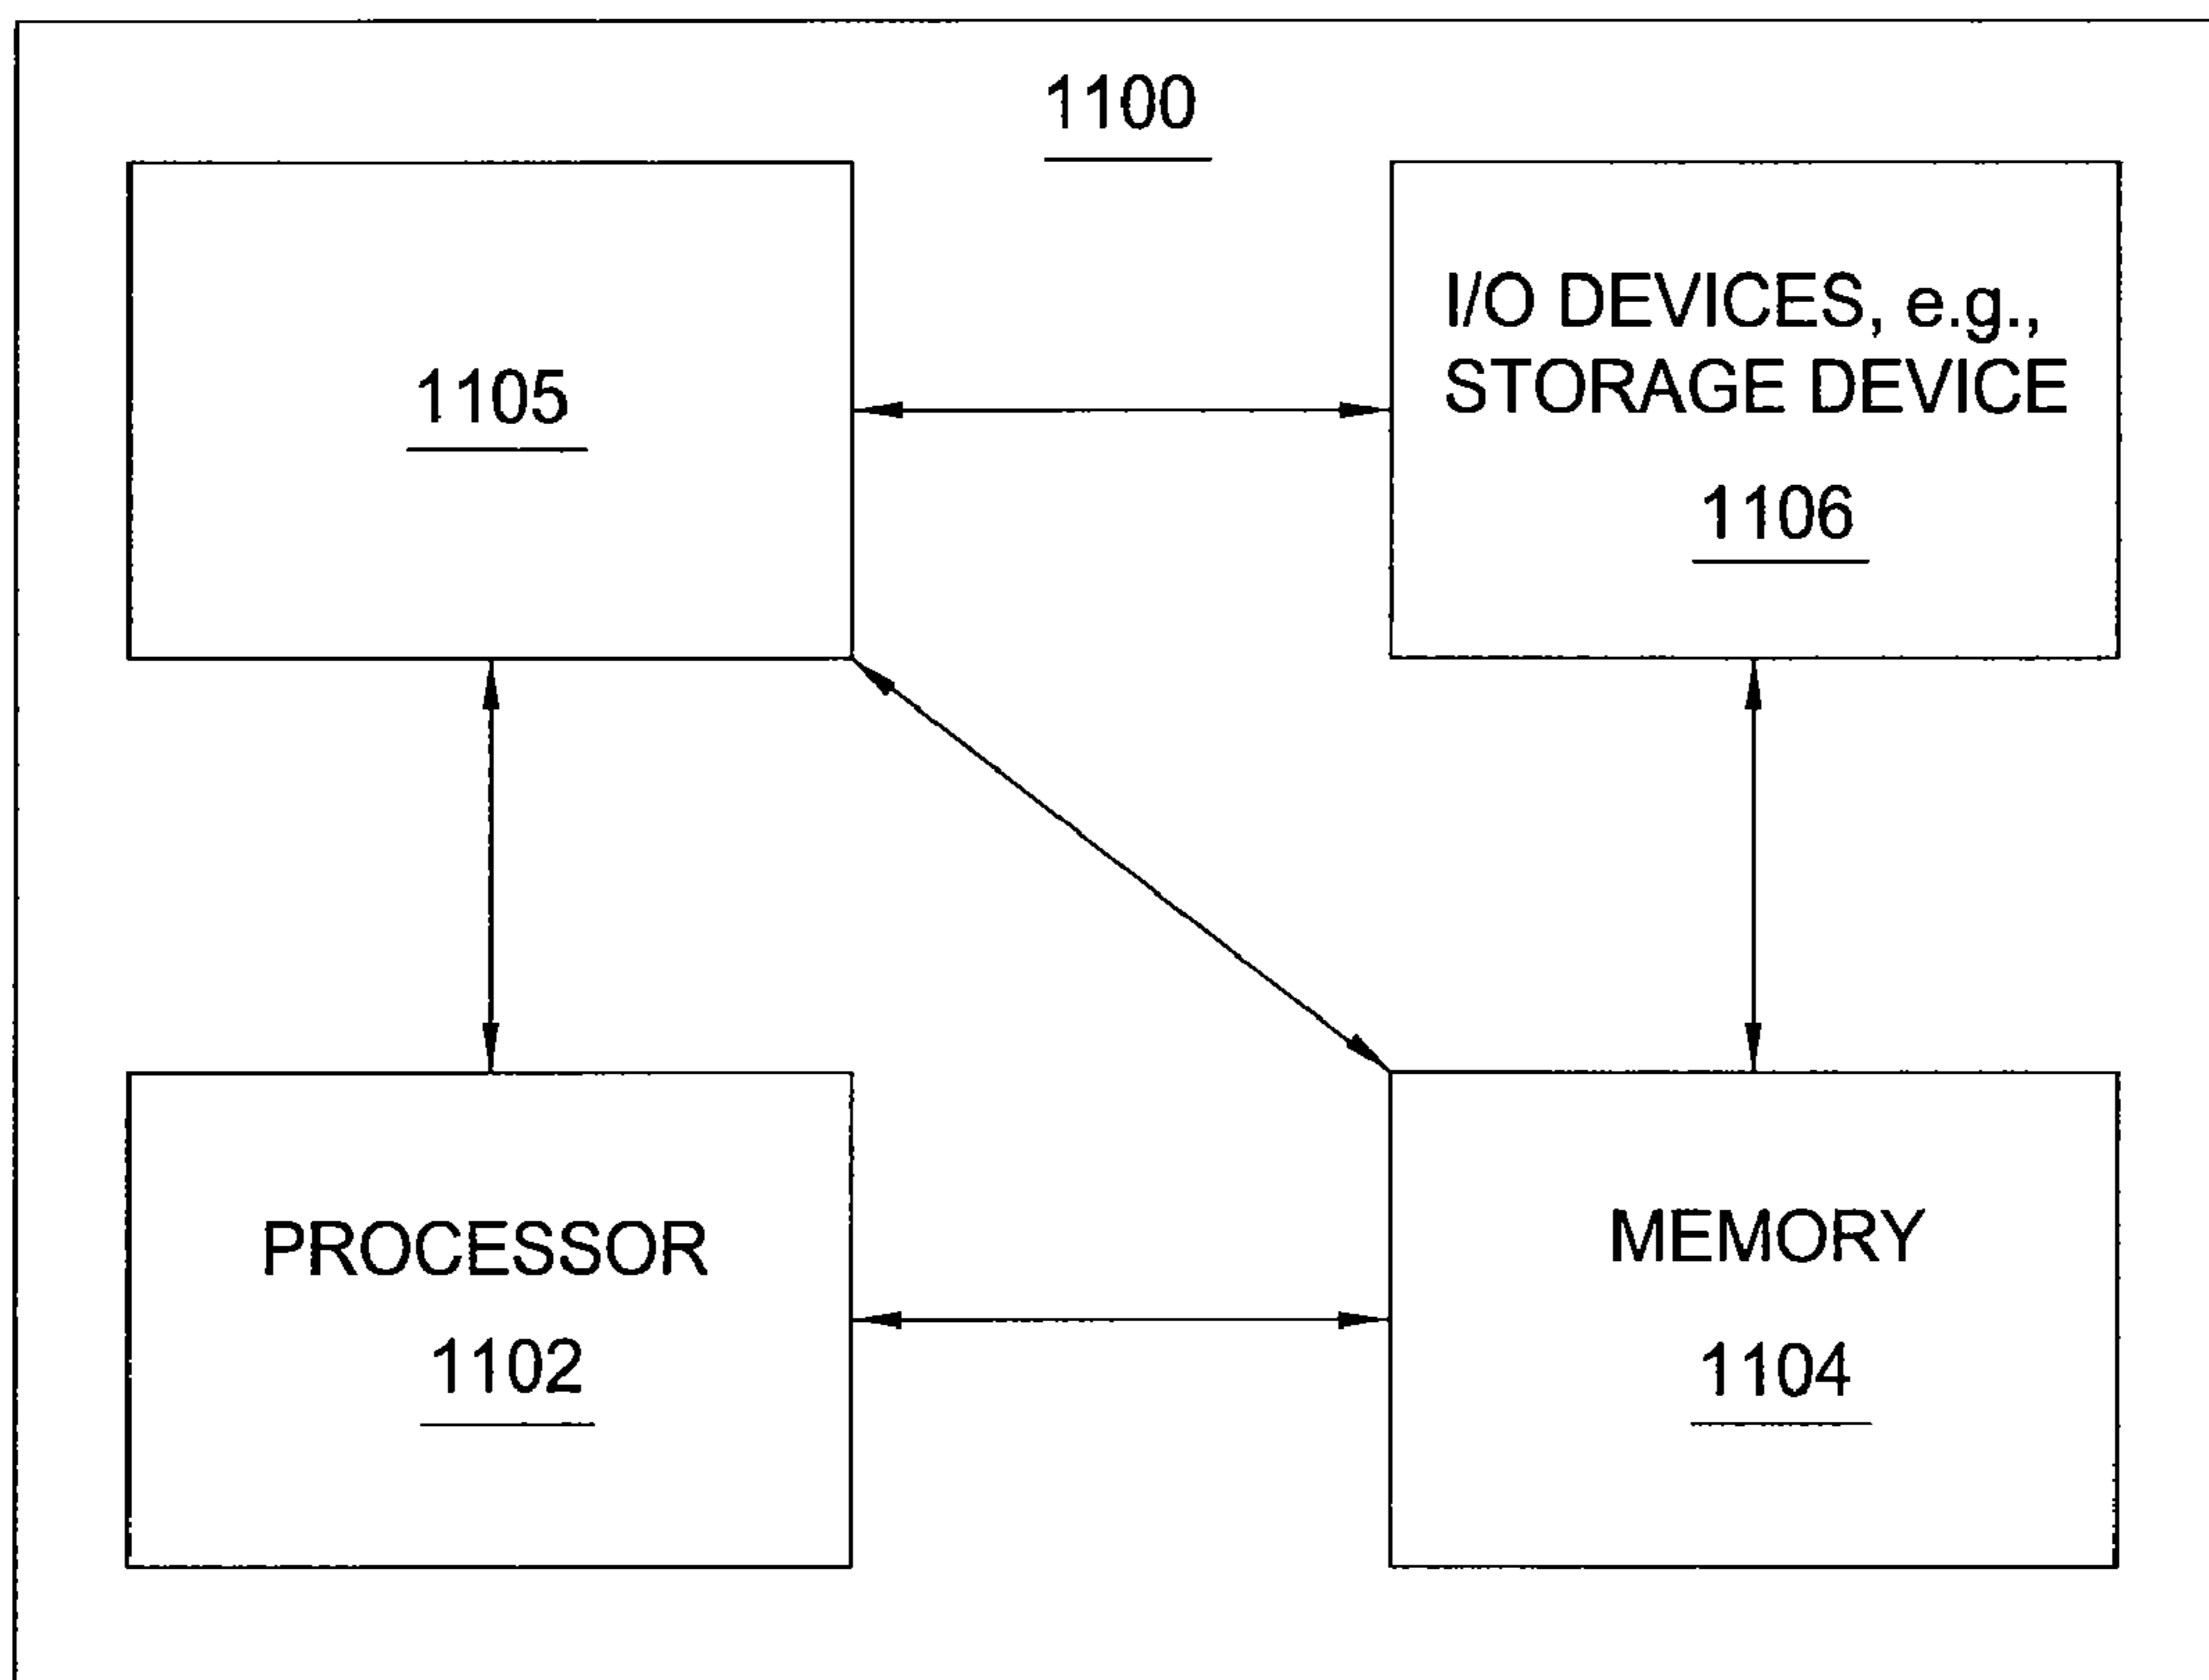 1100
1105
I/O DEVICES, e.g.,
STORAGE DEVICE
1106
PROCESSOR
1102
MEMORY
1104